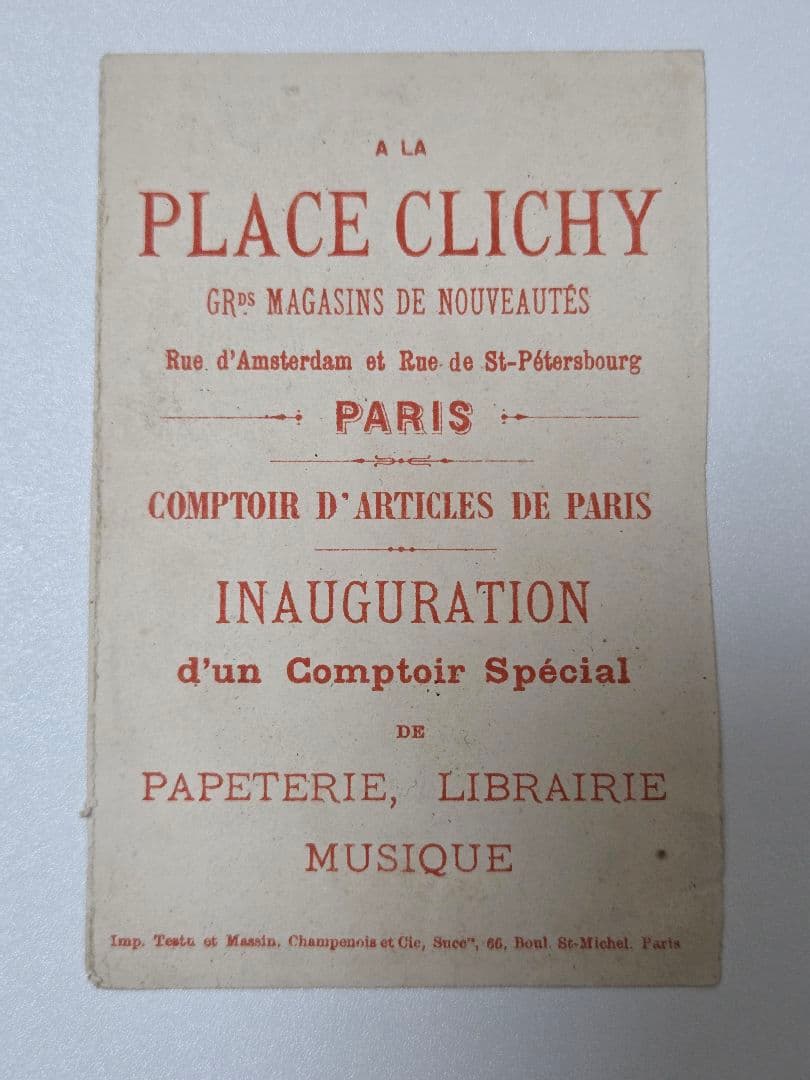 A LA
PLACE CLICHY
GRDS MAGASINS DE NOUVEAUTÉS
Rue d'Amsterdam et Rue de St-Pétersbourg
PARIS
COMPTOIR D'ARTICLES DE PARIS
INAUGURATION
d'un Comptoir Spécial
DE
PAPETERIE, LIBRAIRIE
MUSIQUE
Imp. Testu et Massin, Champenois et Cie, Succrs, 66, Boul. St-Michel. Paris